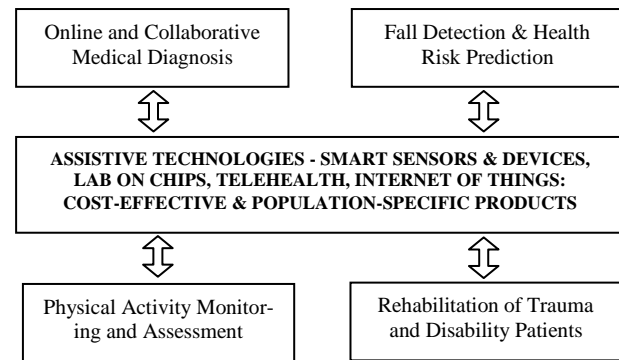 Online and Collaborative
Medical Diagnosis
Fall Detection & Health
Risk Prediction
ASSISTIVE TECHNOLOGIES - SMART SENSORS & DEVICES,
LAB ON CHIPS, TELEHEALTH, INTERNET OF THINGS:
COST-EFFECTIVE & POPULATION-SPECIFIC PRODUCTS
Physical Activity Monitor-
ing and Assessment
Rehabilitation of Trauma
and Disability Patients